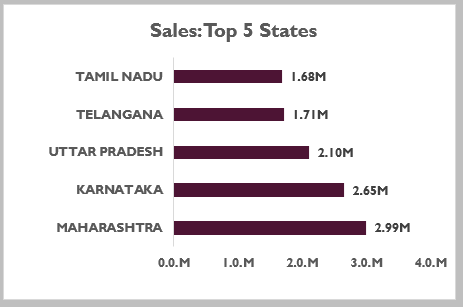 Sales:Top 5 States
TAMIL NADU 1.68M
TELANGANA 1.71M
UTTAR PRADESH 2.10M
KARNATAKA 2.65M
MAHARASHTRA 2.99M
0.0.M 1.0.M 2.0.M 3.0.M 4.0.M